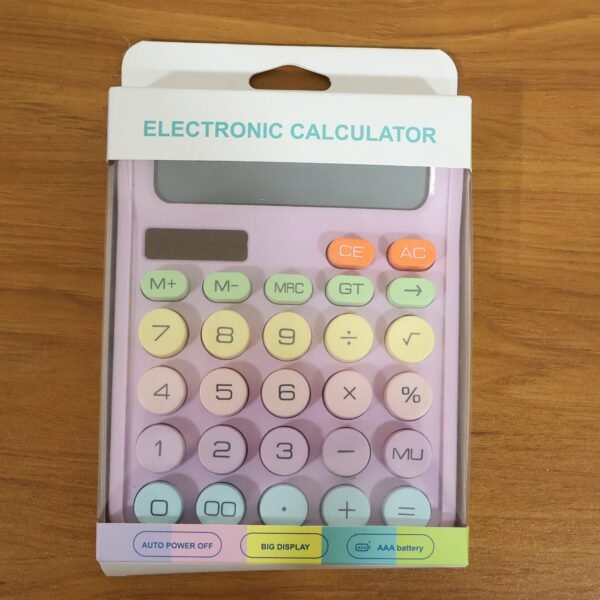 ELECTRONIC CALCULATOR
CE AC
M+ M- MRC GT →
7 8 9 ÷ √
4 5 6 × %
1 2 3 − MU
0 00 . + =
AUTO POWER OFF BIG DISPLAY AAA AAA battery